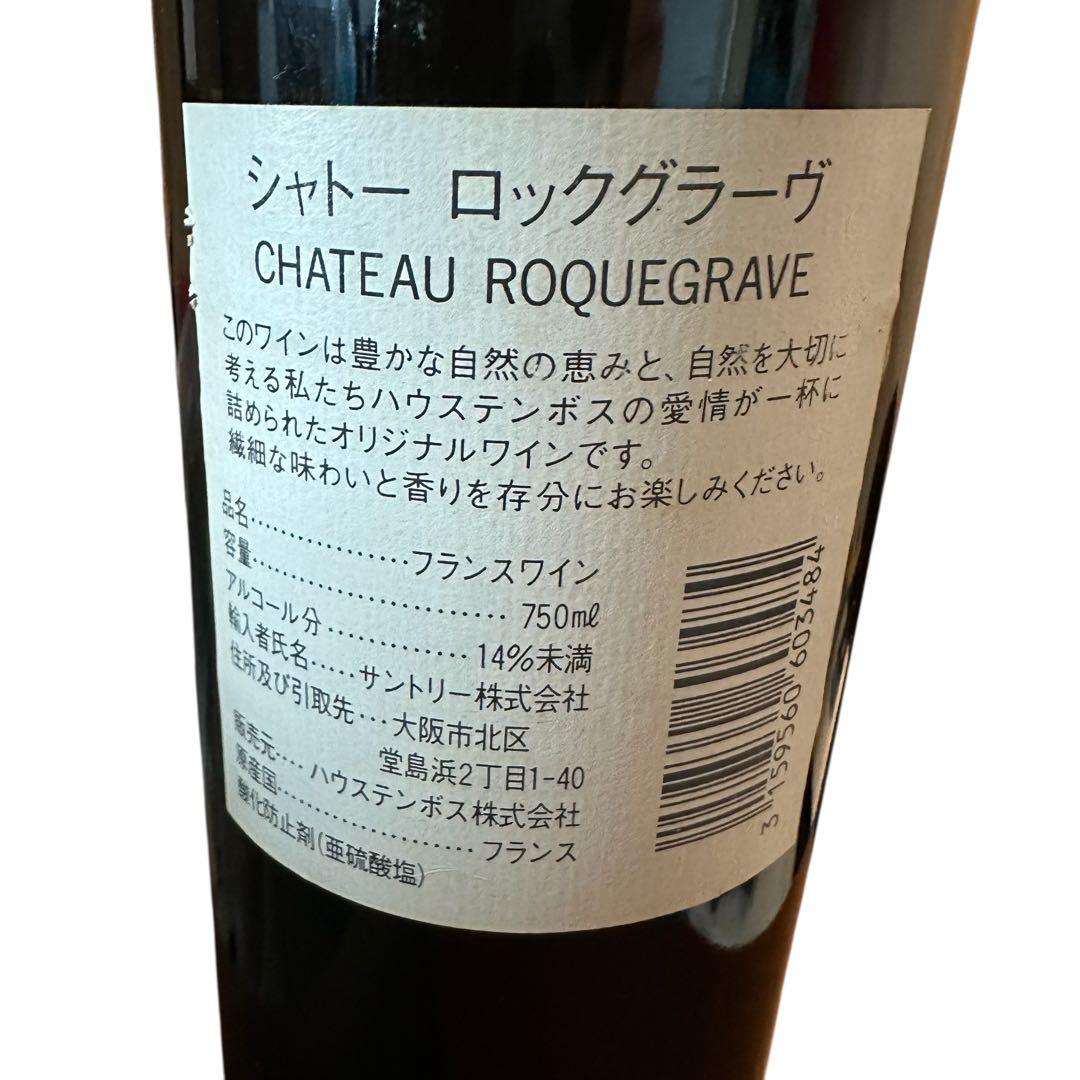 シャトー ロックグラーヴ
CHATEAU ROQUEGRAVE
このワインは豊かな自然の恵みと、自然を大切に
考える私たちハウステンボスの愛情が一杯に
詰められたオリジナルワインです。
繊細な味わいと香りを存分にお楽しみください。
品名………………フランスワイン
容量…………………………750㎖
アルコール分……………14%未満
輸入者氏名……サントリー株式会社
住所及び引取先…大阪市北区
堂島浜2丁目1-40
販売元……ハウステンボス株式会社
原産国……………………フランス
酸化防止剤(亜硫酸塩)
3 159560 603484